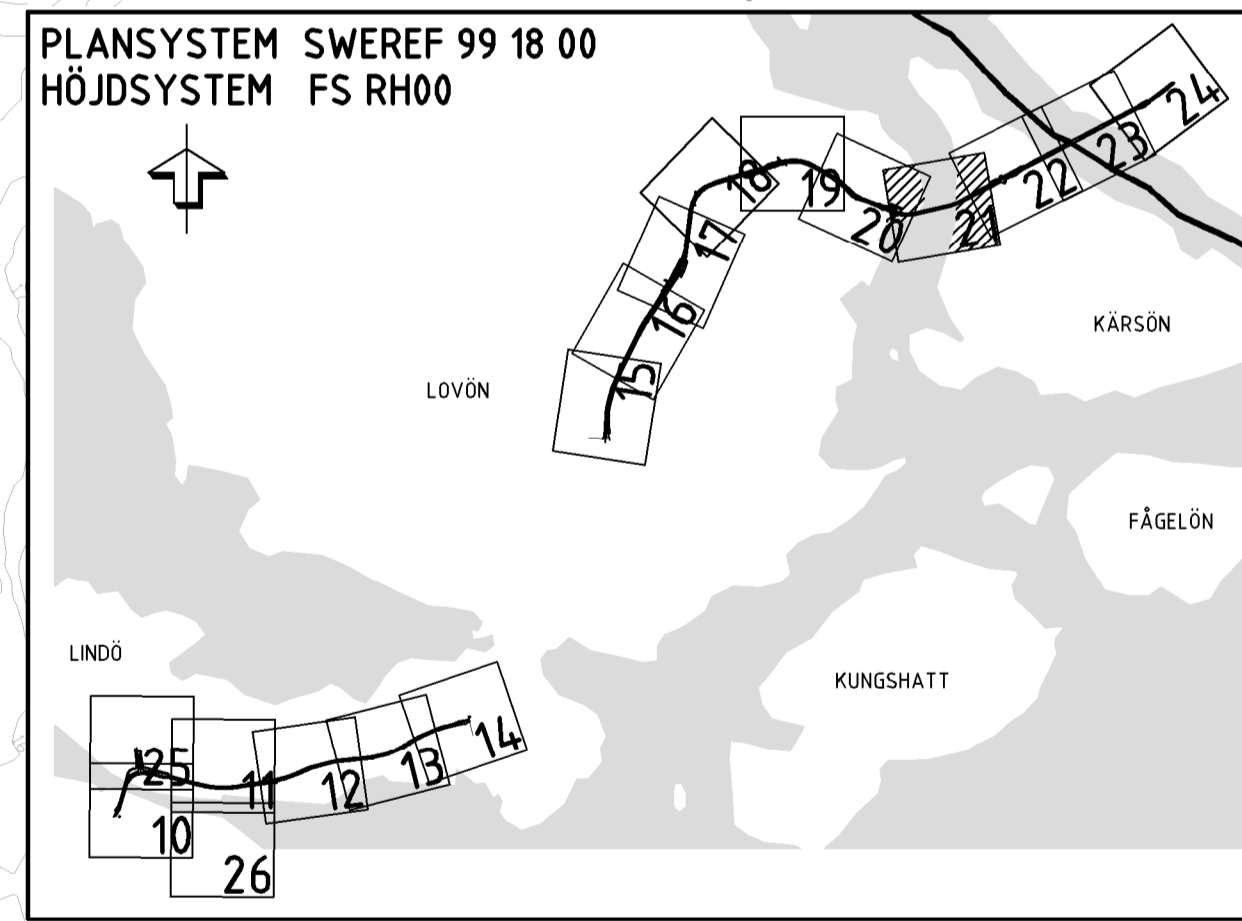 PLANSYSTEM SWEREF 99 18 00
HÖJDSYSTEM FS RH00
24
23
22
21
20
19
18
17
16
15
KÄRSÖN
LOVÖN
FÅGELÖN
LINDÖ
KUNGSHATT
14
13
12
11
25
10
26